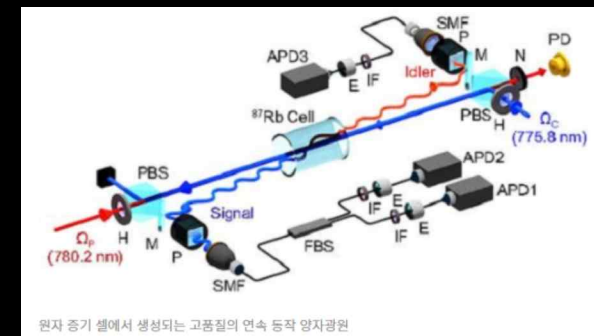 SMF
P
M
N
PD
APD3
E
IF
Idler
⁸⁷Rb Cell
PBS
H
Ω_C
(775.8 nm)
PBS
APD2
APD1
IF
E
IF
E
Signal
FBS
Ω_P
(780.2 nm)
H
M
P
SMF
원자 증기 셀에서 생성되는 고품질의 연속 동작 양자광원